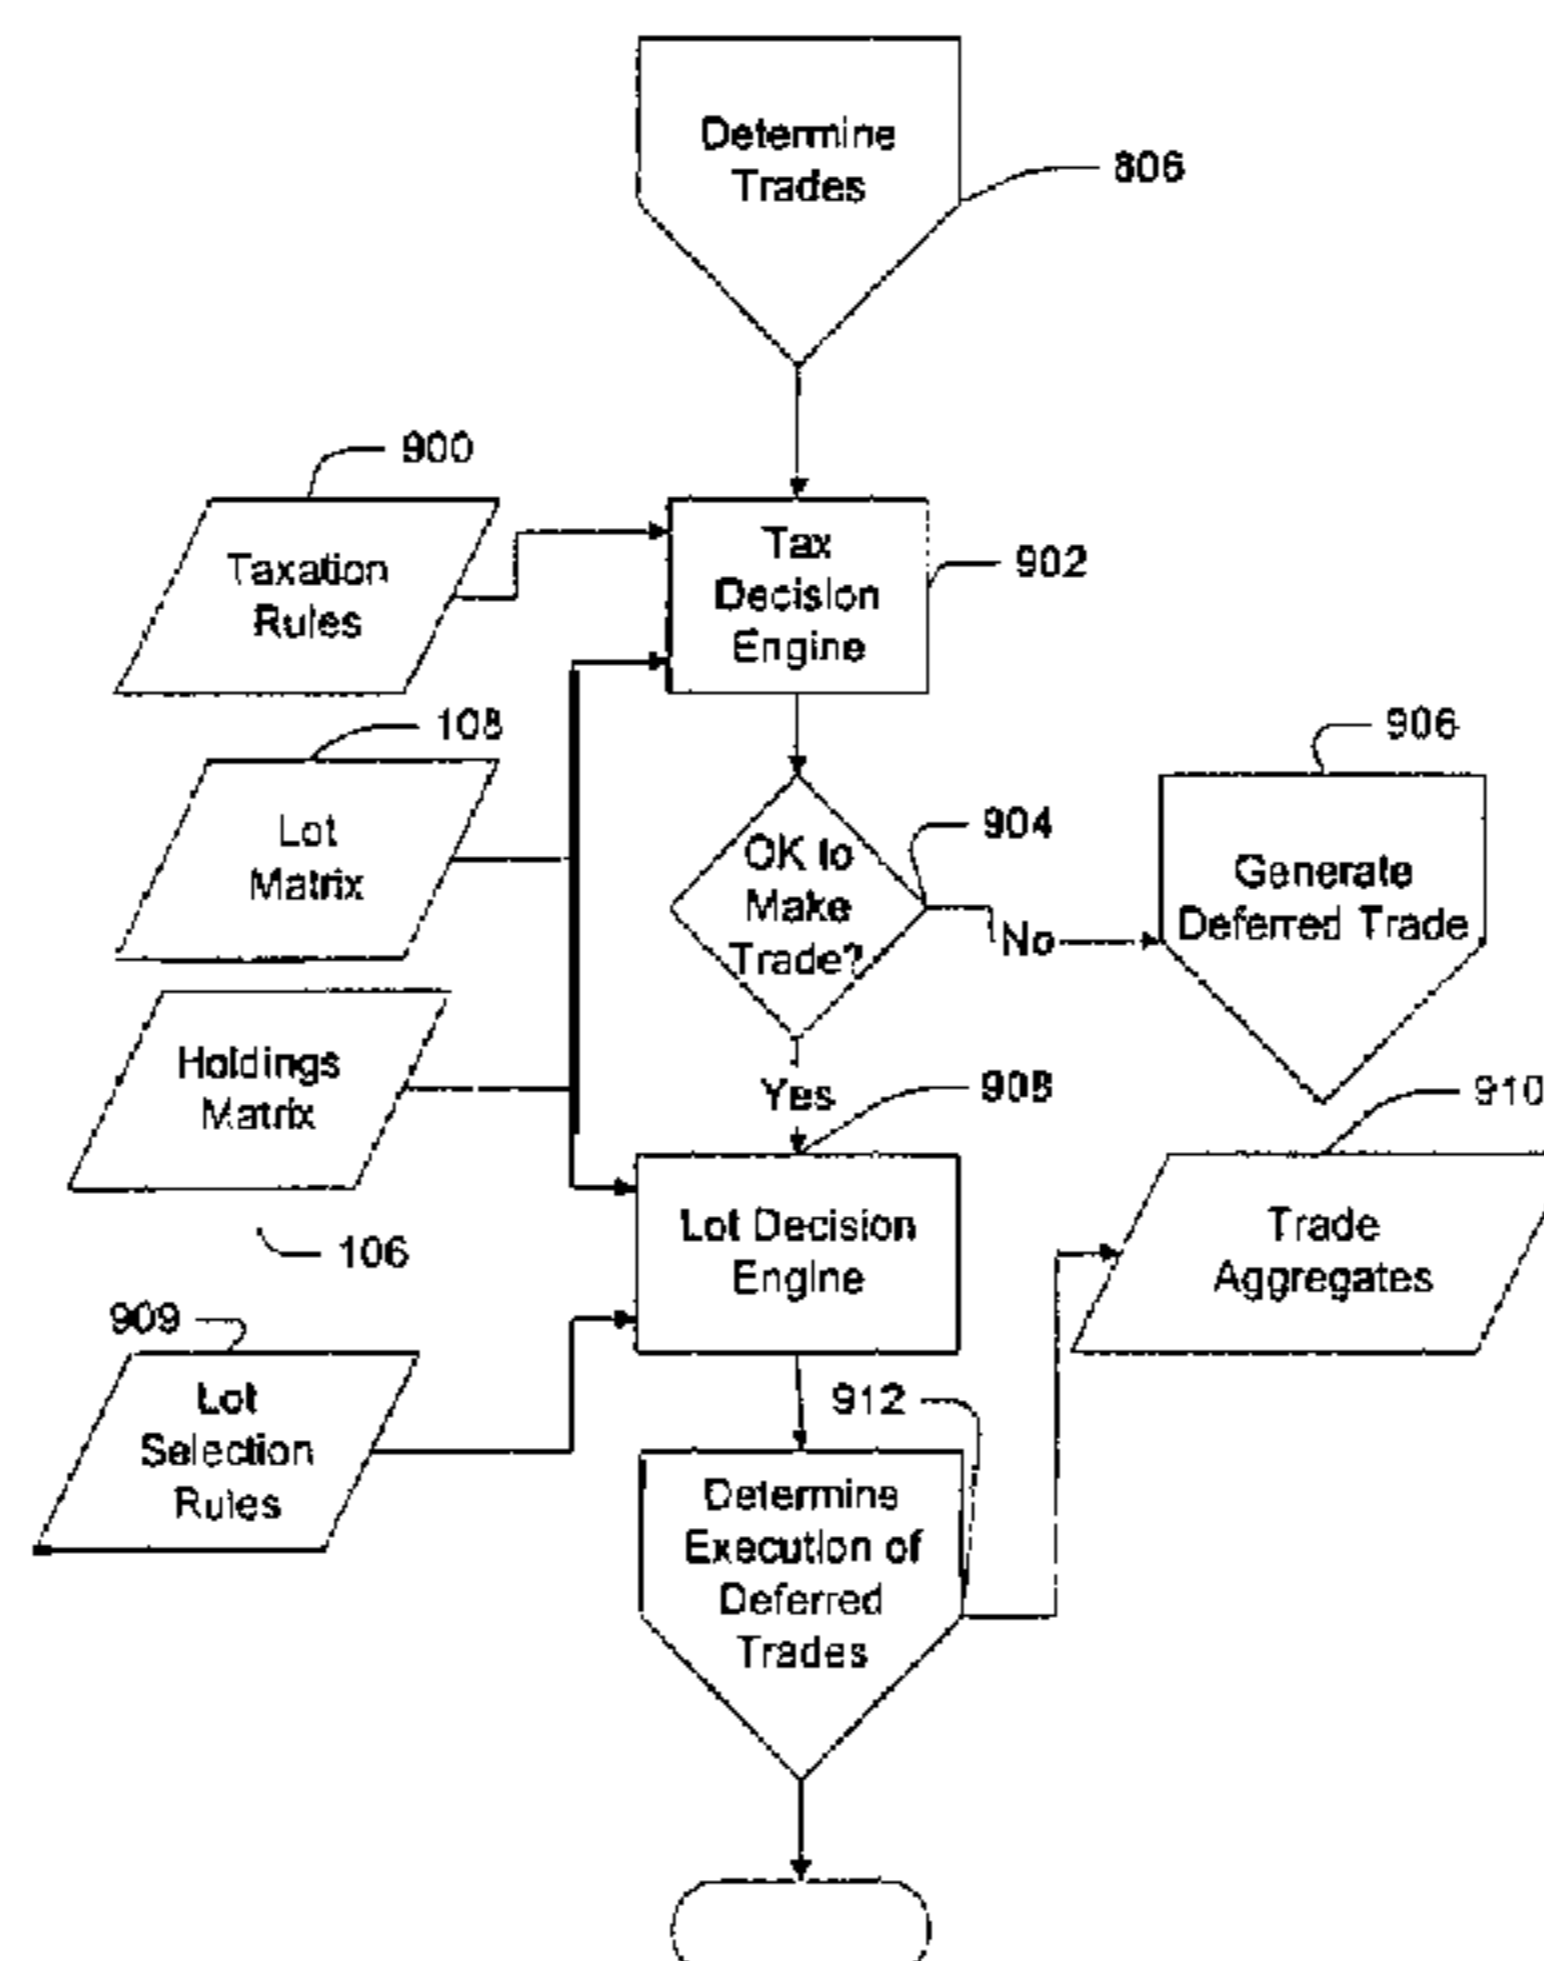 Determine
Trades
806
900
Taxation
Rules
Tax
Decision
Engine
902
108
Lot
Matrix
906
Generate
Deferred Trade
904
OK to
Make
Trade?
No
Holdings
Matrix
106
Yes
908
910
Lot Decision
Engine
Trade
Aggregates
909
Lot
Selection
Rules
912
Determine
Execution of
Deferred
Trades